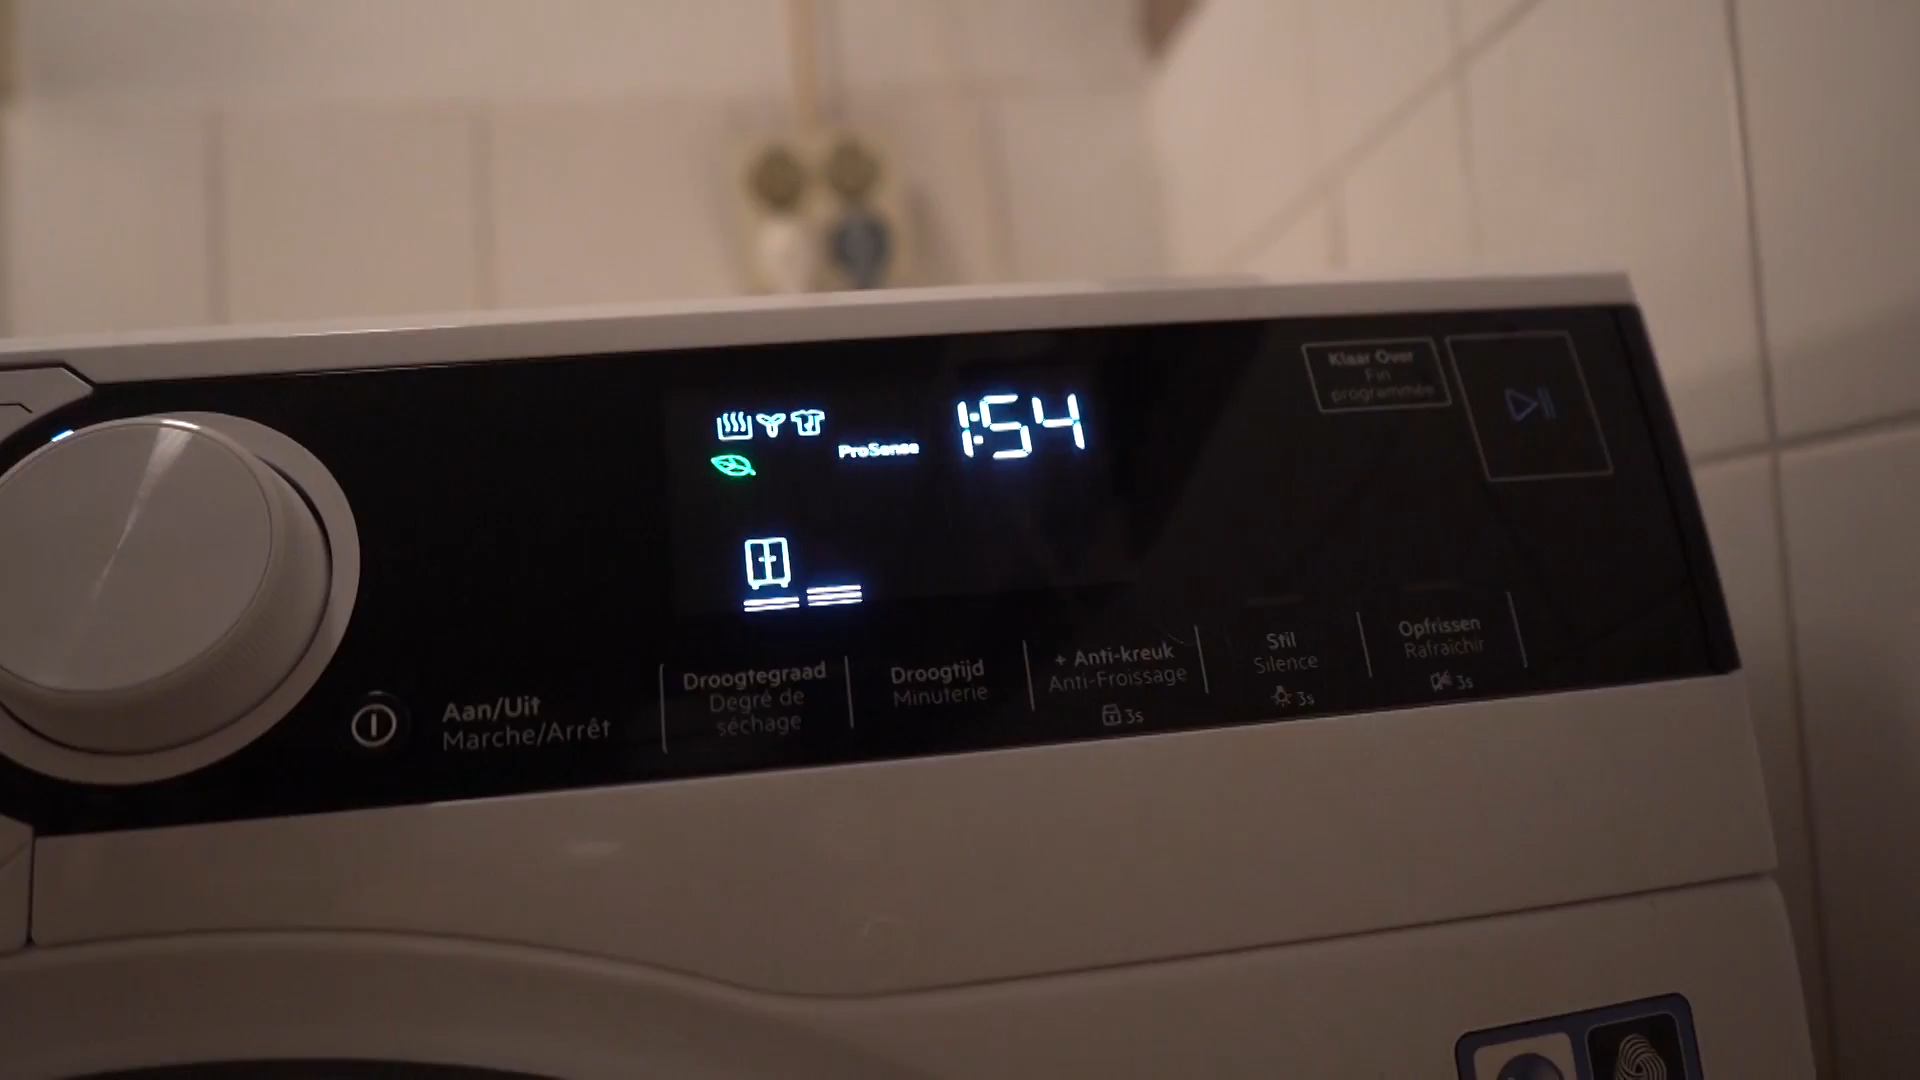 ProSense
1:54
Klaar Over
Fin
programmée
Aan/Uit
Marche/Arrêt
Droogtegraad
Degré de
séchage
Droogtijd
Minuterie
+ Anti-kreuk
Anti-Froissage
3s
Stil
Silence
3s
Opfrissen
Rafraîchir
3s